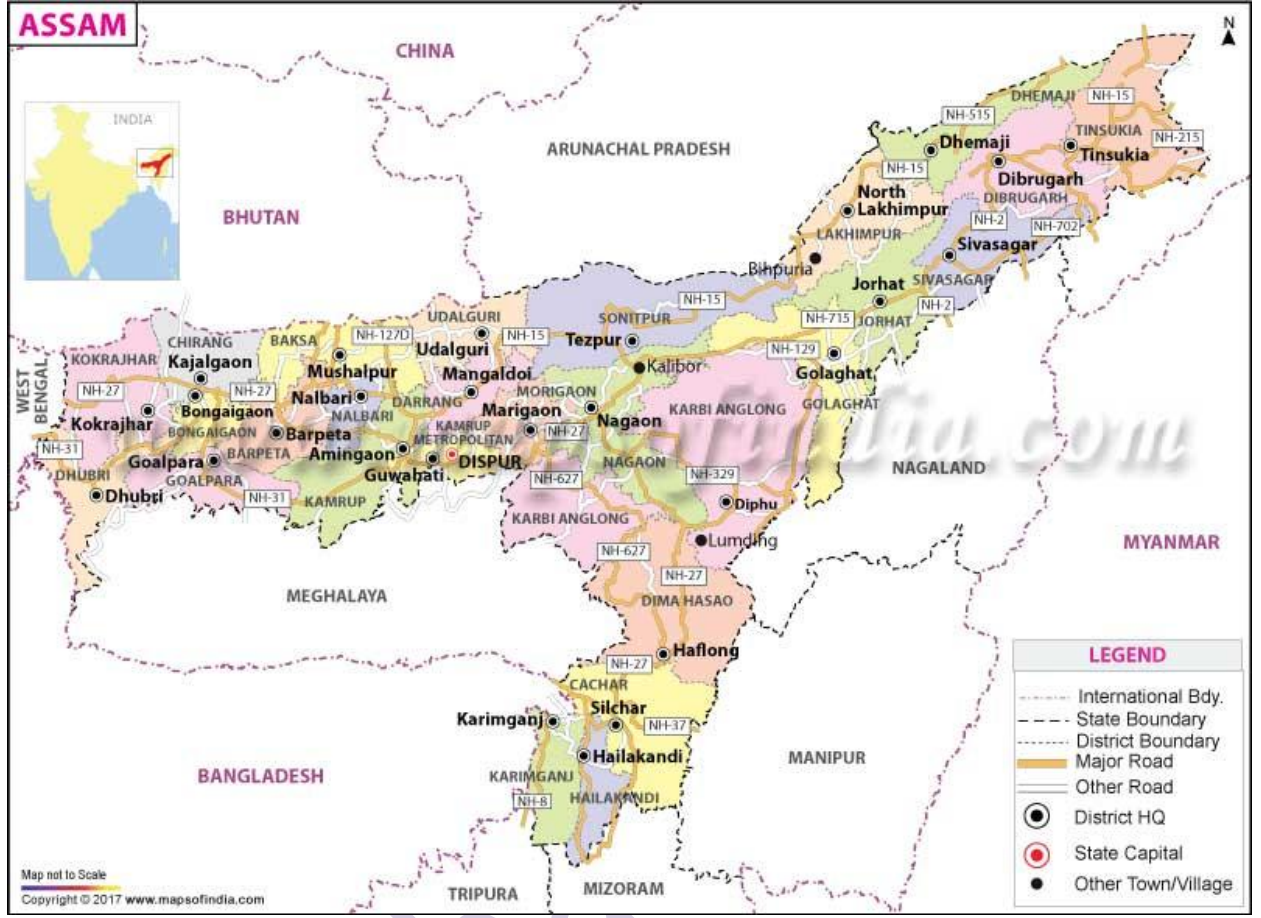 ASSAM
N
CHINA
INDIA
DHEMAJI
NH-15
NH-515
TINSUKIA
NH-215
ARUNACHAL PRADESH
Dhemaji
Tinsukia
NH-15
Dibrugarh
North
Lakhimpur
DIBRUGARH
BHUTAN
NH-2
NH-702
LAKHIMPUR
Sivasagar
Bihpuria
SIVASAGAR
Jorhat
NH-15
NH-2
UDALGURI
SONITPUR
NH-715
JORHAT
CHIRANG
BAKSA
NH-127D
NH-15
Tezpur
KOKRAJHAR
Kajalgaon
Udalguri
NH-129
WEST
BENGAL
Mushalpur
Mangaldoi
Kalibor
Golaghat
NH-27
NH-27
Nalbari
MORIGAON
DARRANG
GOLAGHAT
Bongaigaon
NALBARI
Marigaon
KARBI ANGLONG
Kokrajhar
Nagaon
BONGAIGAON
Barpeta
KAMRUP
METROPOLITAN
NH-27
mapsofindia.com
NH-31
BARPETA
Amingaon
Goalpara
Guwahati
DISPUR
NAGAON
NAGALAND
DHUBRI
GOALPARA
NH-627
NH-329
Dhubri
NH-31
KAMRUP
Diphu
KARBI ANGLONG
Lumding
MYANMAR
NH-627
NH-27
MEGHALAYA
DIMA HASAO
Haflong
NH-27
CACHAR
Karimganj
Silchar
NH-37
Hailakandi
MANIPUR
BANGLADESH
KARIMGANJ
HAILAKANDI
NH-8
TRIPURA
MIZORAM
LEGEND
International Bdy.
State Boundary
District Boundary
Major Road
Other Road
District HQ
State Capital
Other Town/Village
Map not to Scale
Copyright © 2017 www.mapsofindia.com